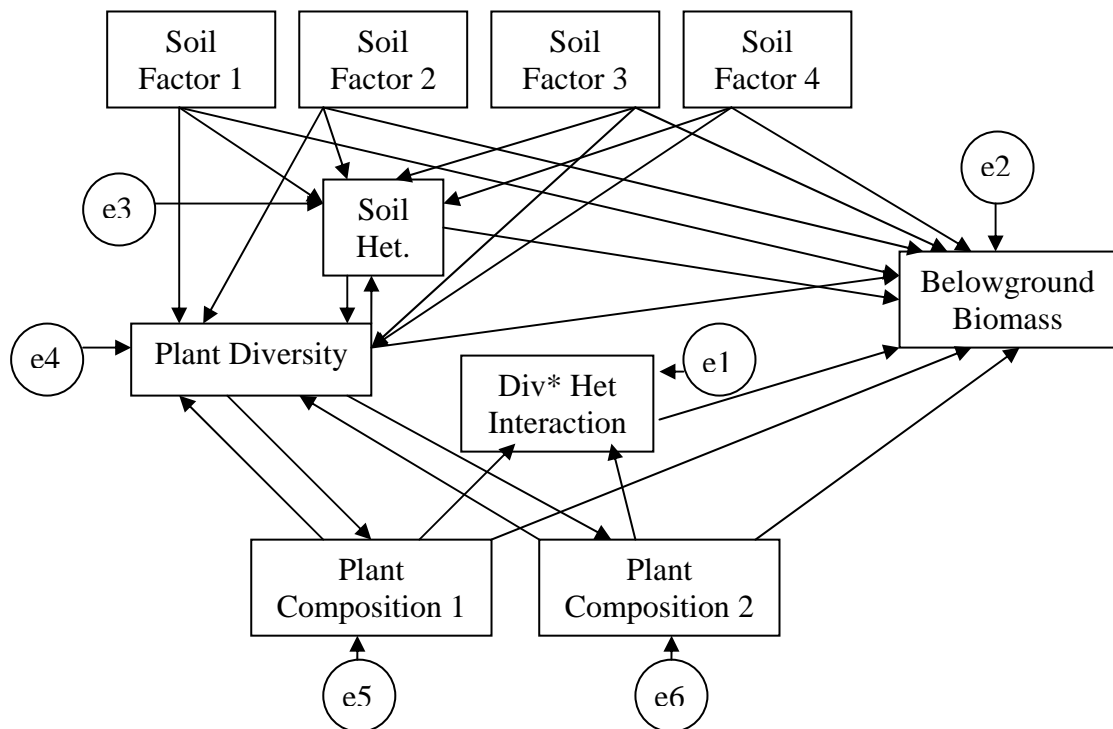 Soil
Factor 1
Soil
Factor 2
Soil
Factor 3
Soil
Factor 4
e3
Soil
Het.
e2
Belowground
Biomass
e4
Plant Diversity
e1
Div* Het
Interaction
Plant
Composition 1
Plant
Composition 2
e5
e6